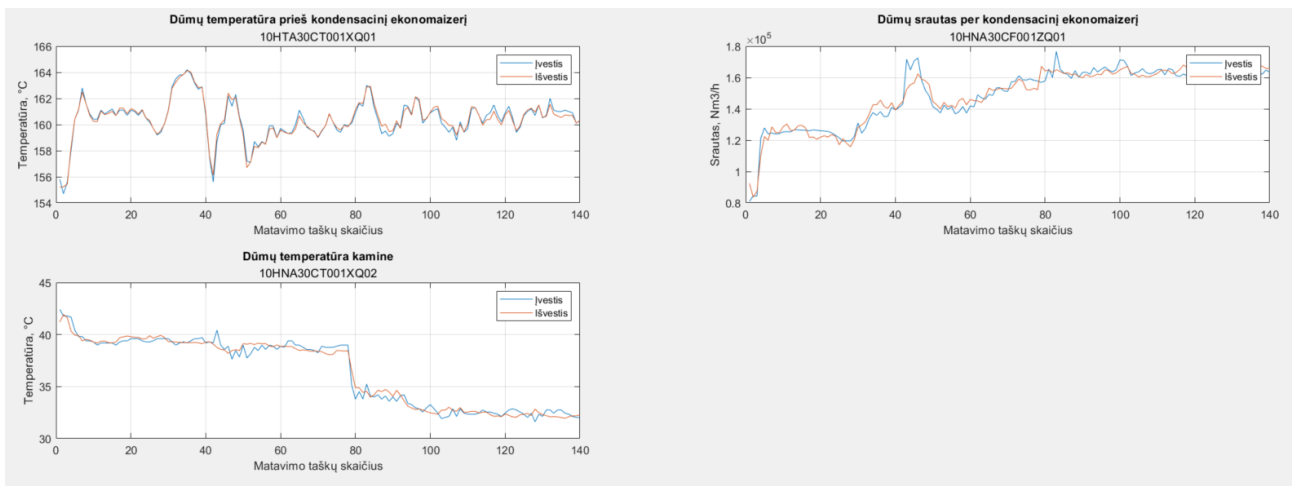 Dūmų temperatūra prieš kondensacinį ekonomaizerį
10HTA30CT001XQ01
166
164
162
160
158
156
154
Temperatūra, °C
0 20 40 60 80 100 120 140
Matavimo taškų skaičius
Įvestis
Išvestis
Dūmų srautas per kondensacinį ekonomaizerį
10HNA30CF001ZQ01
×10⁵
1.8
1.6
1.4
1.2
1
0.8
Srautas, Nm3/h
0 20 40 60 80 100 120 140
Matavimo taškų skaičius
Įvestis
Išvestis
Dūmų temperatūra kamine
10HNA30CT001XQ02
45
40
35
30
Temperatūra, °C
0 20 40 60 80 100 120 140
Matavimo taškų skaičius
Įvestis
Išvestis